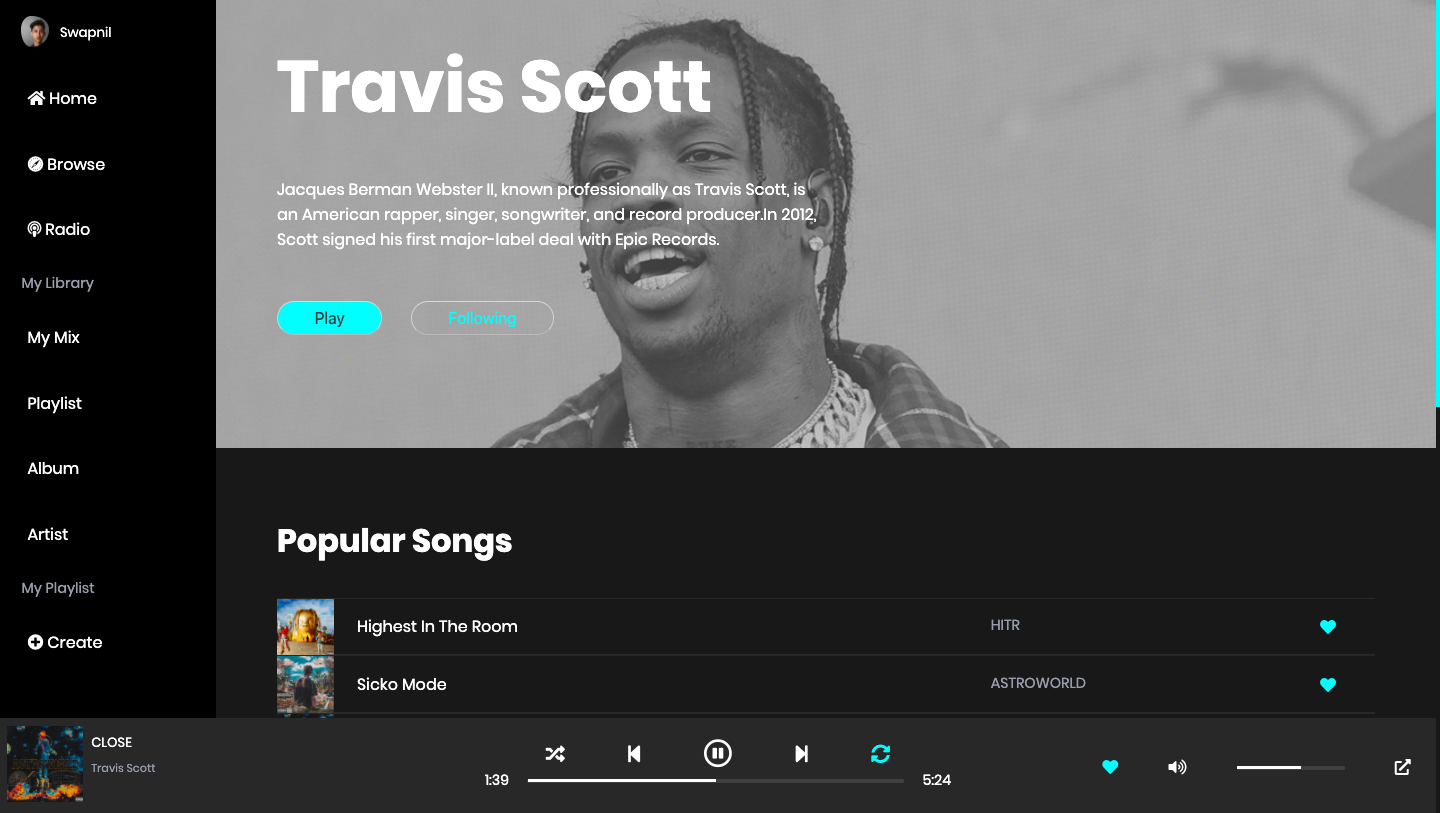 Swapnil
Home
Browse
Radio
My Library
My Mix
Playlist
Album
Artist
My Playlist
Create
Travis Scott
Jacques Berman Webster II, known professionally as Travis Scott, is
an American rapper, singer, songwriter, and record producer.In 2012,
Scott signed his first major-label deal with Epic Records.
Play
Following
Popular Songs
Highest In The Room
HITR
Sicko Mode
ASTROWORLD
CLOSE
Travis Scott
1:39
5:24